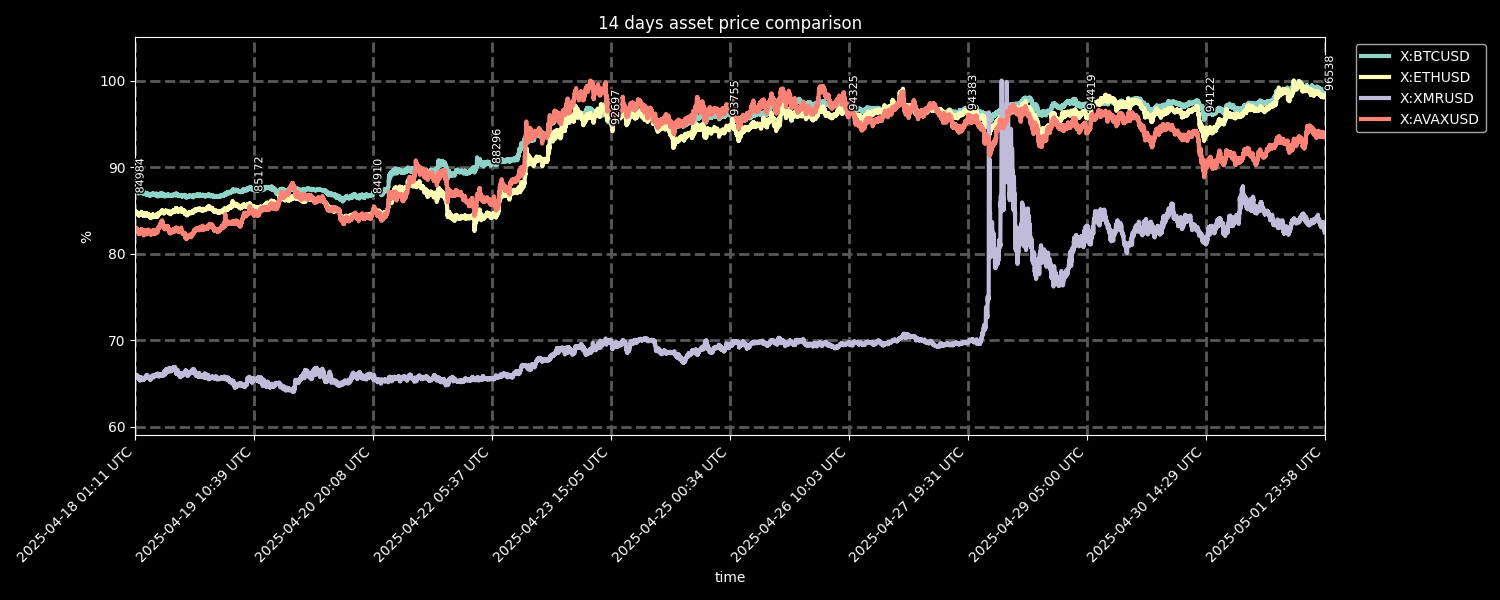 14 days asset price comparison
X:BTCUSD
X:ETHUSD
X:XMRUSD
X:AVAXUSD
100
90
80
70
60
%
84984
85172
84910
88296
92697
93755
94325
94383
94419
94122
96538
2025-04-18 01:11 UTC
2025-04-19 10:39 UTC
2025-04-20 20:08 UTC
2025-04-22 05:37 UTC
2025-04-23 15:05 UTC
2025-04-25 00:34 UTC
2025-04-26 10:03 UTC
2025-04-27 19:31 UTC
2025-04-29 05:00 UTC
2025-04-30 14:29 UTC
2025-05-01 23:58 UTC
time